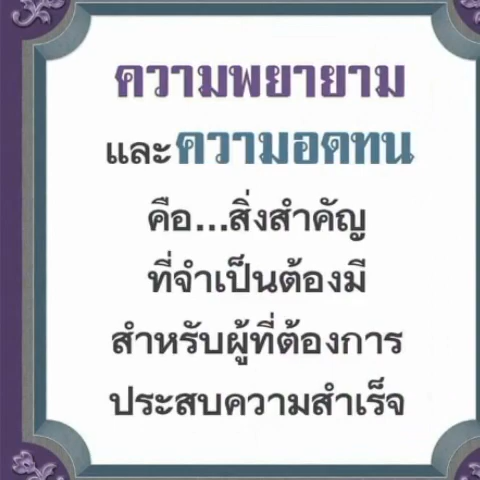 ความพยายาม
และความอดทน
คือ...สิ่งสำคัญ
ที่จำเป็นต้องมี
สำหรับผู้ที่ต้องการ
ประสบความสำเร็จ